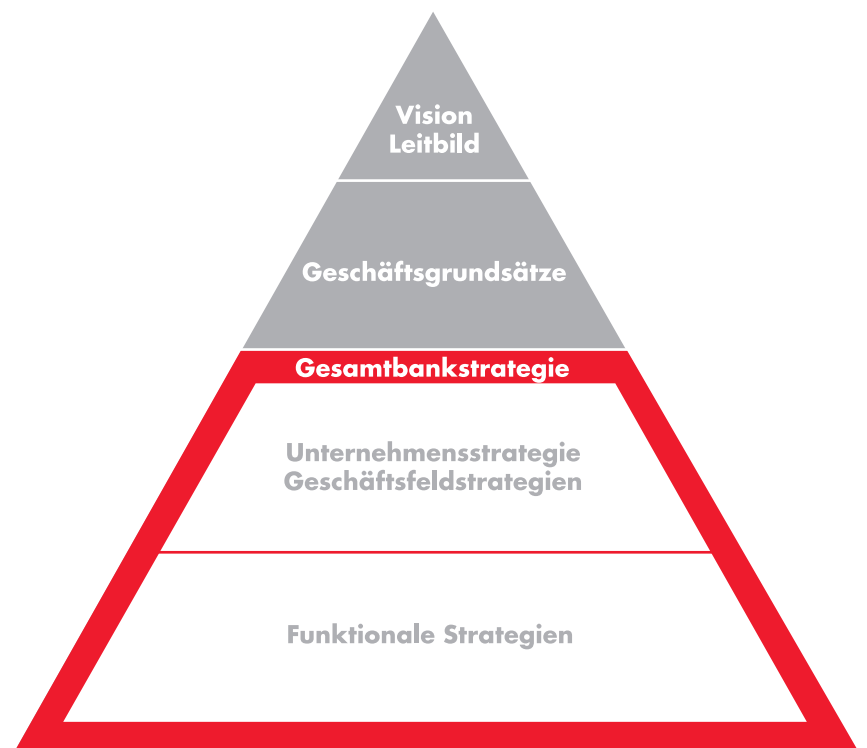 Vision
Leitbild
Geschäftsgrundsätze
Gesamtbankstrategie
Unternehmensstrategie
Geschäftsfeldstrategien
Funktionale Strategien